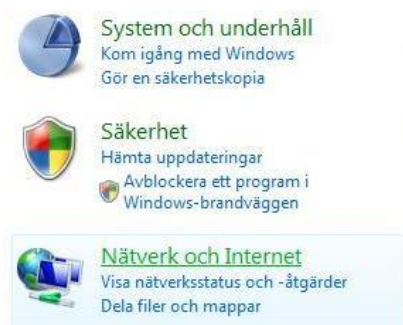 System och underhåll
Kom igång med Windows
Gör en säkerhetskopia
Säkerhet
Hämta uppdateringar
Avblockera ett program i
Windows-brandväggen
Nätverk och Internet
Visa nätverksstatus och -åtgärder
Dela filer och mappar